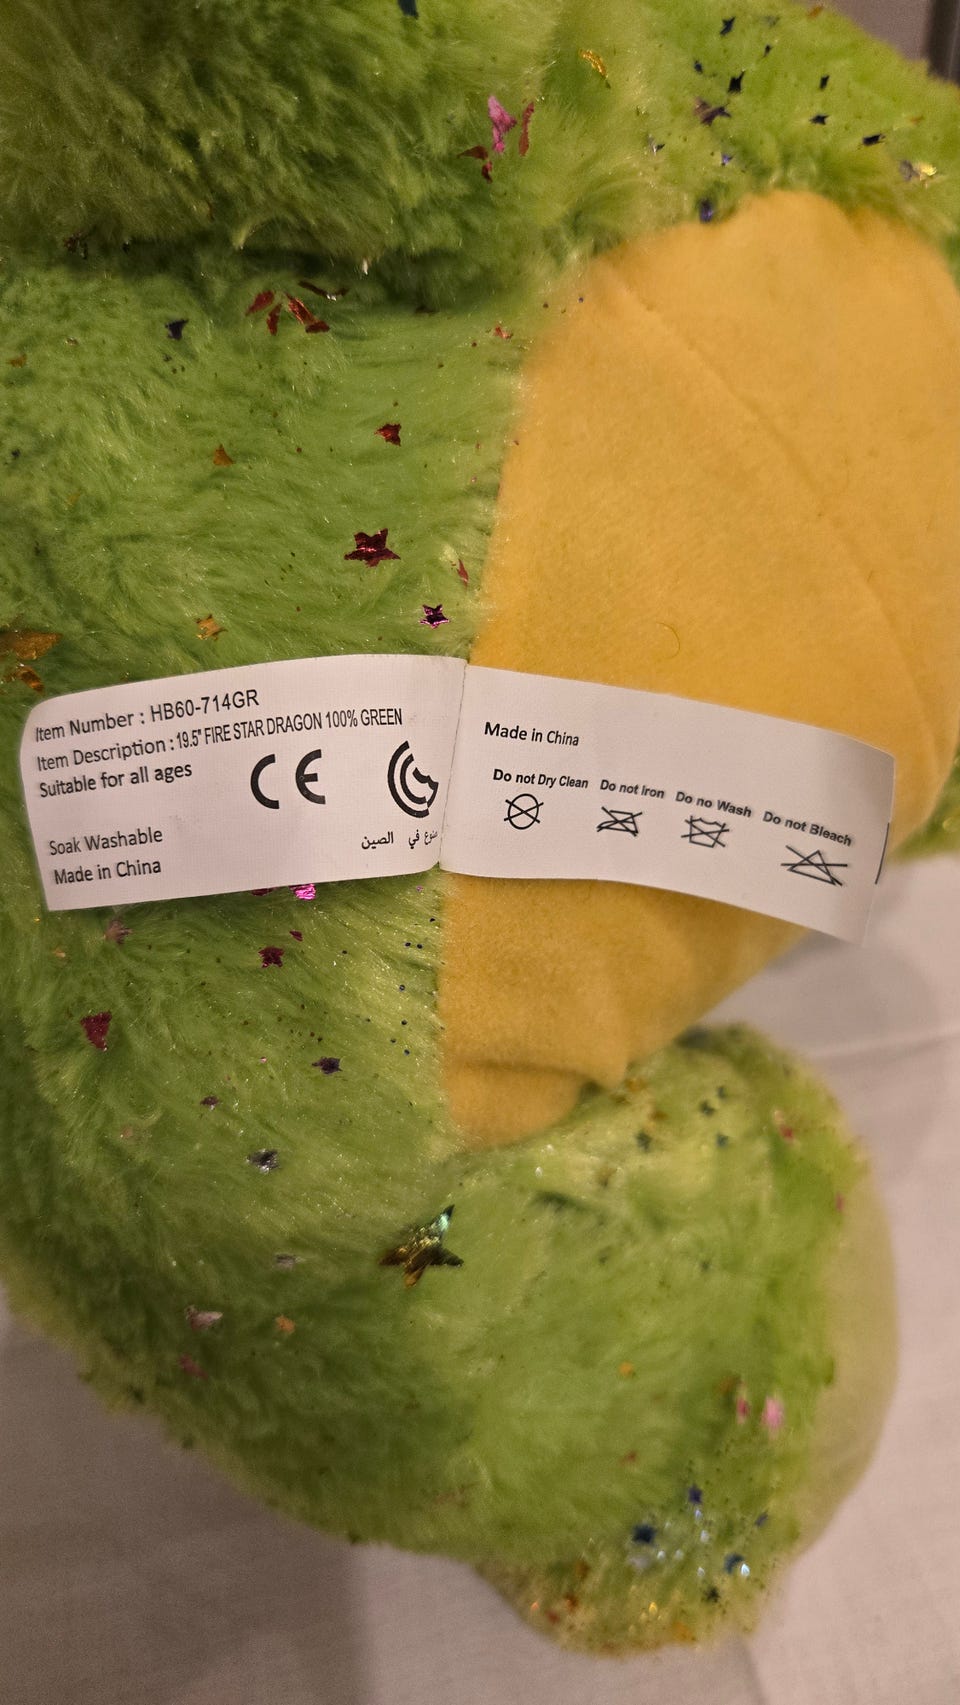 Item Number : HB60-714GR
Item Description : 19.5" FIRE STAR DRAGON 100% GREEN
Suitable for all ages
CE
Soak Washable
Made in China
في الصين
Made in China
Do not Dry Clean
Do not Iron
Do no Wash
Do not Bleach